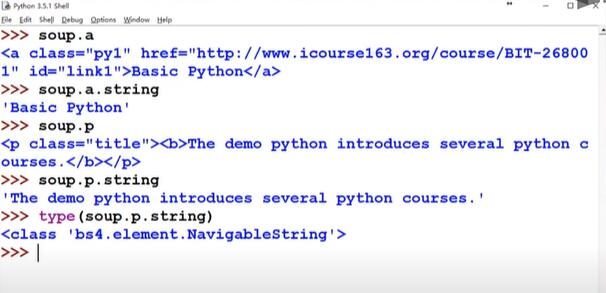 Python 3.5.1 Shell
File Edit Shell Debug Options Window Help
>>> soup.a
<a class="py1" href="http://www.icourse163.org/course/BIT-26800
1" id="link1">Basic Python</a>
>>> soup.a.string
'Basic Python'
>>> soup.p
<p class="title"><b>The demo python introduces several python c
ourses.</b></p>
>>> soup.p.string
'The demo python introduces several python courses.'
>>> type(soup.p.string)
<class 'bs4.element.NavigableString'>
>>>